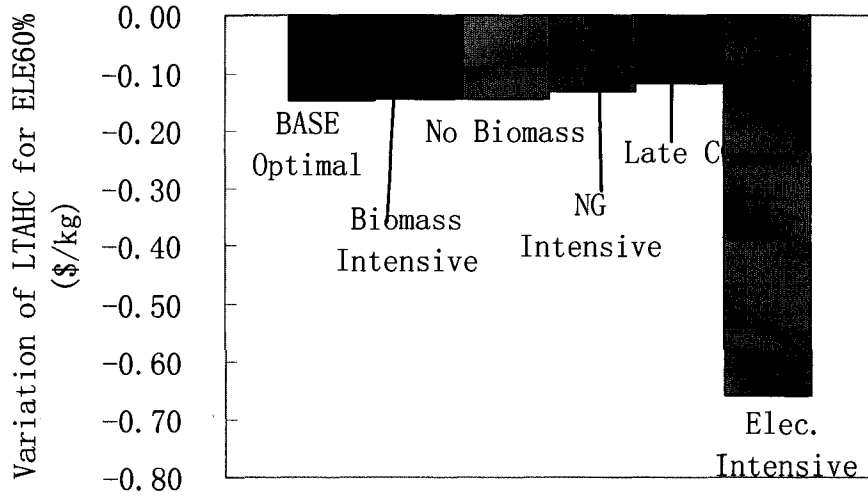 Variation of LTAHC for ELE60%
($/kg)
0.00
-0.10
-0.20
-0.30
-0.40
-0.50
-0.60
-0.70
-0.80
BASE
Optimal
Biomass
Intensive
No Biomass
NG
Intensive
Late C
Elec.
Intensive